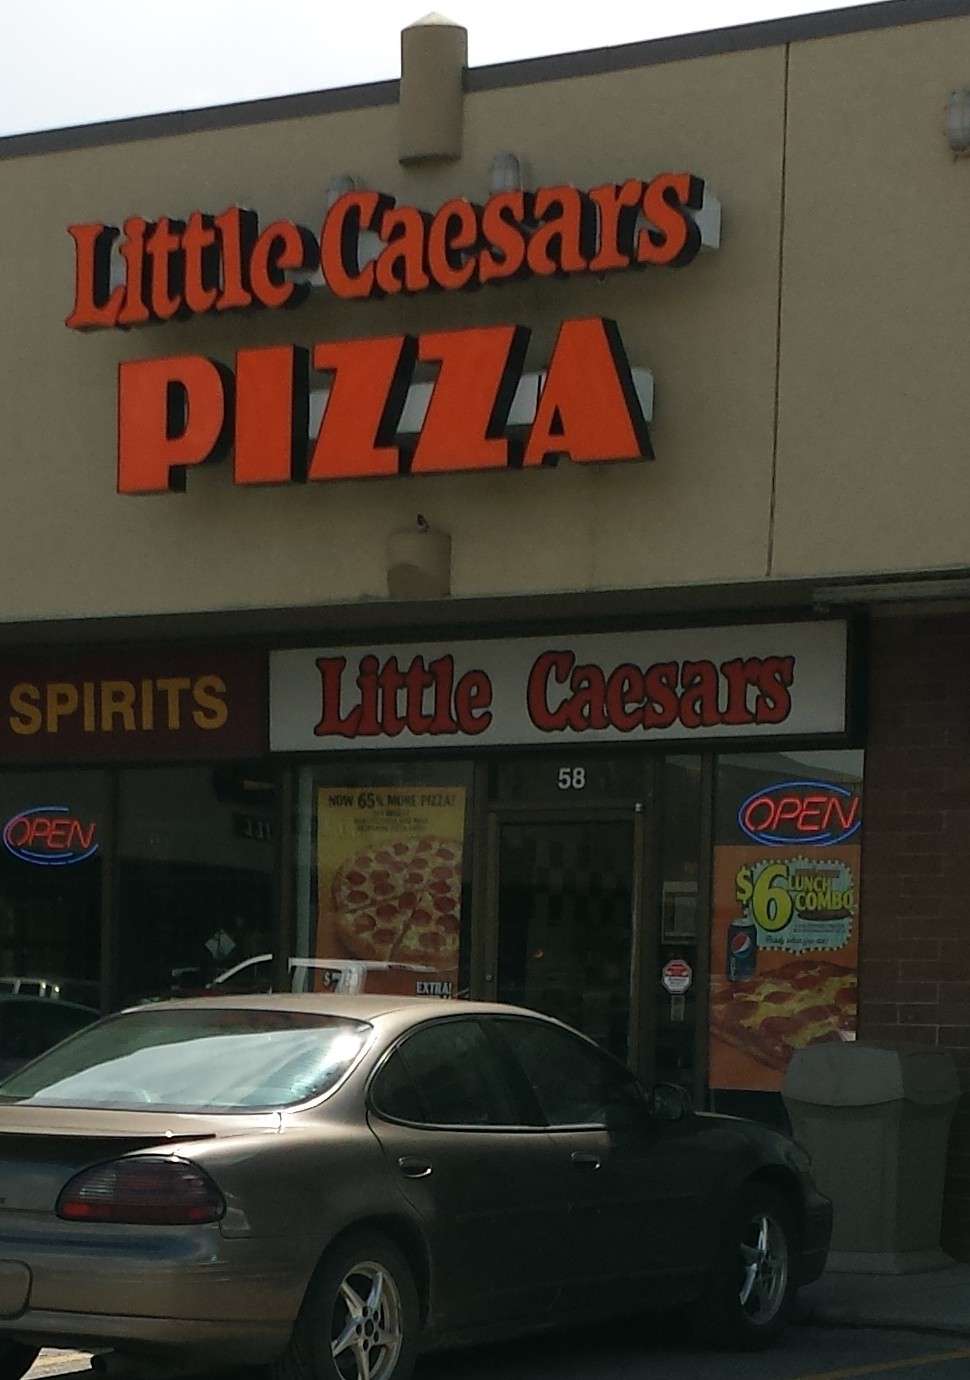 Little Caesars
PIZZA
SPIRITS
Little Caesars
58
OPEN
NOW 65% MORE PIZZA!
OPEN
$6 LUNCH
COMBO
EXTRA!